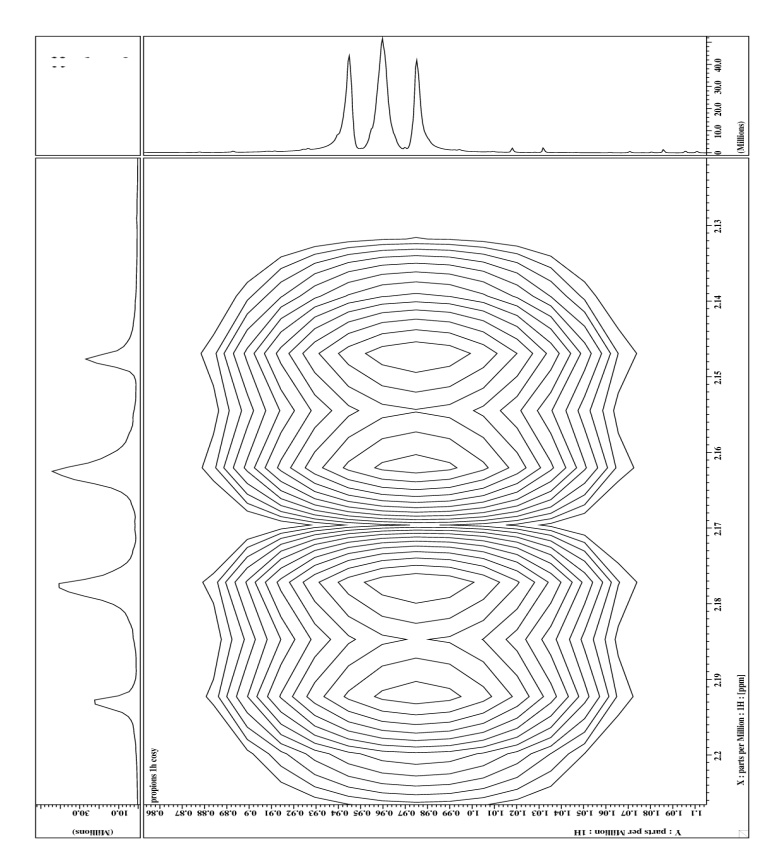 0 10.0 20.0 30.0 40.0
(Millions)
propions 1h cosy
2.13 2.14 2.15 2.16 2.17 2.18 2.19 2.2
X : parts per Million : 1H : [ppm]
30.0 10.0
(Millions)
0.86 0.87 0.88 0.89 0.9 0.91 0.92 0.93 0.94 0.95 0.96 0.97 0.98 0.99 1.0 1.01 1.02 1.03 1.04 1.05 1.06 1.07 1.08 1.09 1.1
Y : parts per Million : 1H